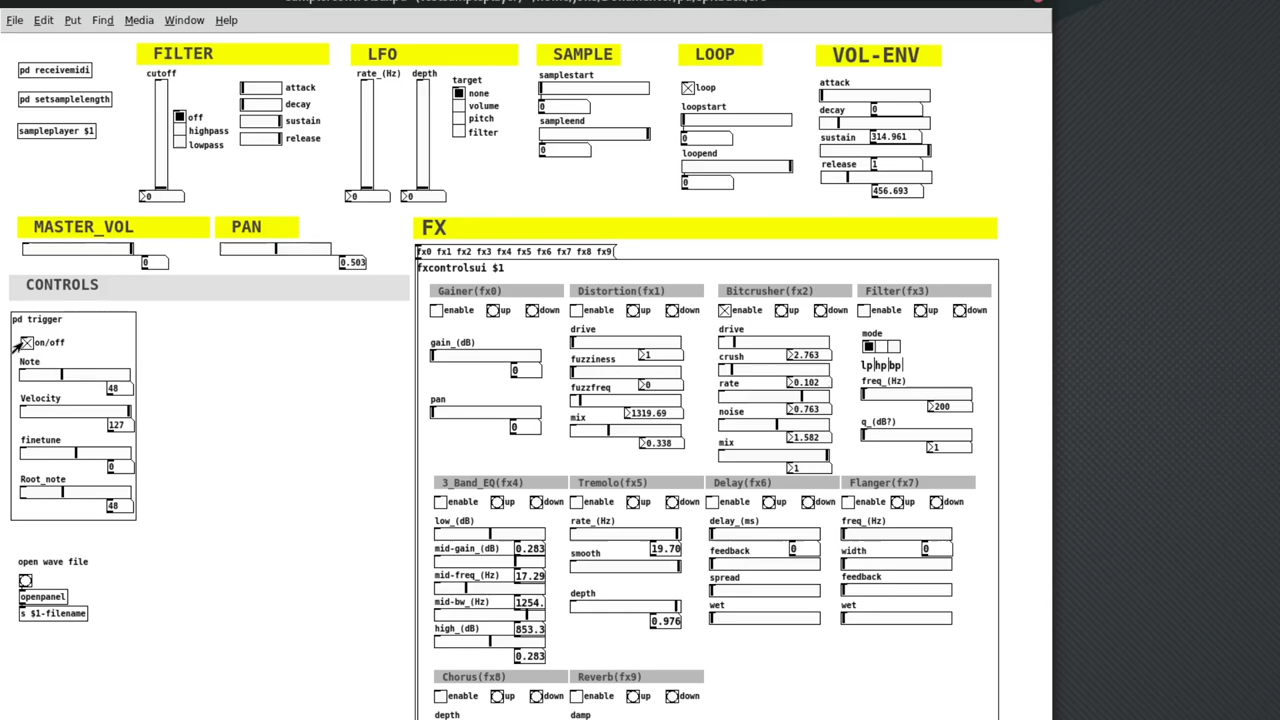 File Edit Put Find Media Window Help
FILTER LFO SAMPLE LOOP VOL-ENV
pd receivemidi
pd setsamplelength
sampleplayer $1
cutoff
off
highpass
lowpass
0
attack
decay
sustain
release
rate_(Hz) depth
0 0
target
none
volume
pitch
filter
samplestart
0
sampleend
0
loop
loopstart
0
loopend
0
attack
0
decay
314.961
sustain
1
release
456.693
MASTER_VOL PAN FX
0 0.503
fx0 fx1 fx2 fx3 fx4 fx5 fx6 fx7 fx8 fx9
fxcontrolsui $1
CONTROLS
pd trigger
on/off
Note
48
Velocity
127
finetune
0
Root_note
48
open wave file
openpanel
s $1-filename
Gainer(fx0)
enable up down
gain_(dB)
0
pan
0
Distortion(fx1)
enable up down
drive
1
fuzziness
0
fuzzfreq
1319.69
mix
0.338
Bitcrusher(fx2)
enable up down
drive
2.763
crush
0.102
rate
0.763
noise
1.582
mix
1
Filter(fx3)
enable up down
mode
lp|hp|bp|
freq_(Hz)
200
q_(dB?)
1
3_Band_EQ(fx4)
enable up down
low_(dB)
0.283
mid-gain_(dB)
17.29
mid-freq_(Hz)
1254.
mid-bw_(Hz)
853.3
high_(dB)
0.283
Tremolo(fx5)
enable up down
rate_(Hz)
19.70
smooth
depth
0.976
Delay(fx6)
enable up down
delay_(ms)
0
feedback
spread
wet
Flanger(fx7)
enable up down
freq_(Hz)
0
width
feedback
wet
Chorus(fx8)
enable up down
depth
Reverb(fx9)
enable up down
damp